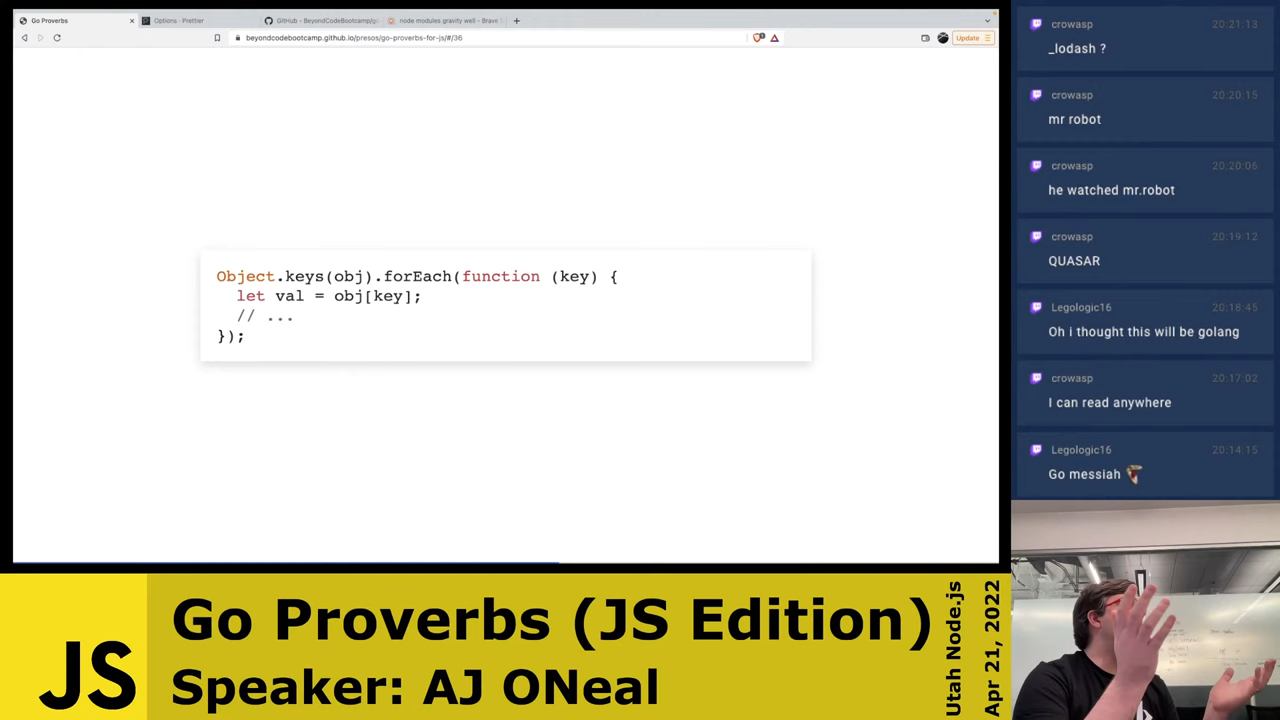 Go Proverbs
Options · Prettier
GitHub - BeyondCodeBootcamp/go
node modules gravity well - Brave
beyondcodebootcamp.github.io/presos/go-proverbs-for-js/#/36
Update
Object.keys(obj).forEach(function (key) {
let val = obj[key];
// ...
});
crowasp 20:21:13
_lodash ?
crowasp 20:20:15
mr robot
crowasp 20:20:06
he watched mr.robot
crowasp 20:19:12
QUASAR
Legologic16 20:18:45
Oh i thought this will be golang
crowasp 20:17:02
I can read anywhere
Legologic16 20:14:15
Go messiah
JS
Go Proverbs (JS Edition)
Speaker: AJ ONeal
Utah Node.js
Apr 21, 2022